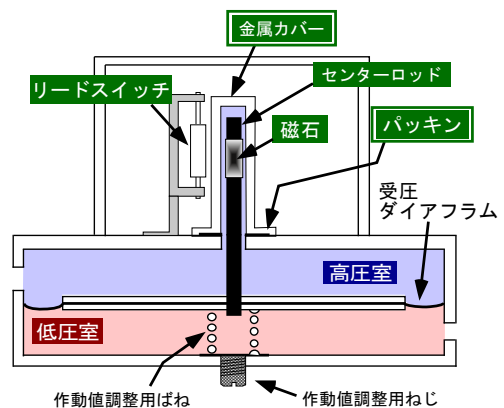 金属カバー
センターロッド
リードスイッチ
磁石
パッキン
受圧
ダイアフラム
高圧室
低圧室
作動値調整用ばね
作動値調整用ねじ